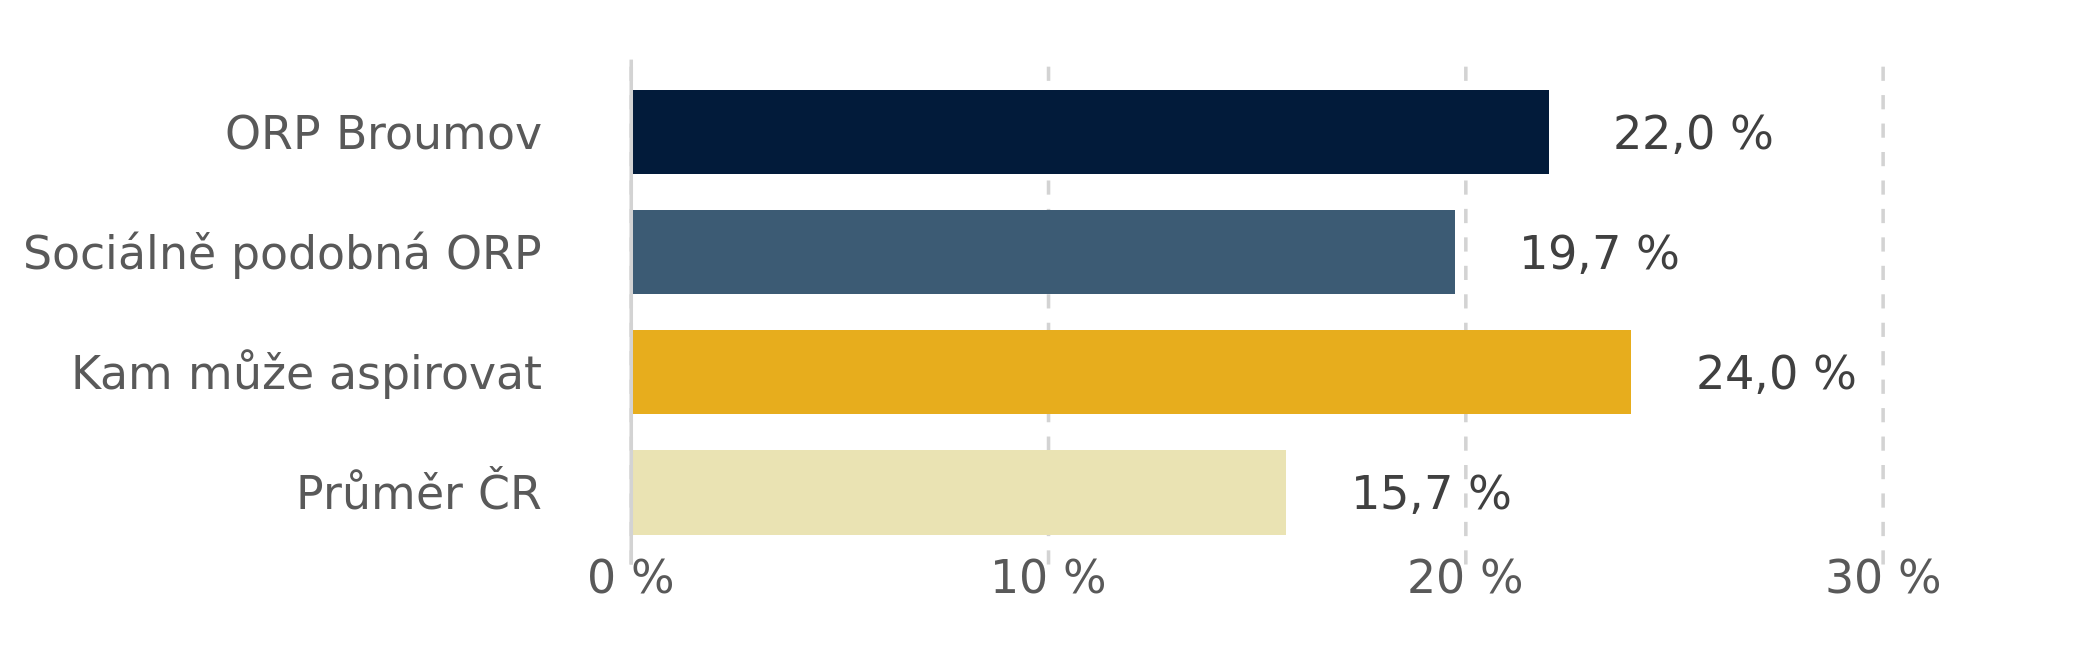 ORP Broumov 22,0 %
Sociálně podobná ORP 19,7 %
Kam může aspirovat 24,0 %
Průměr ČR 15,7 %
0 % 10 % 20 % 30 %